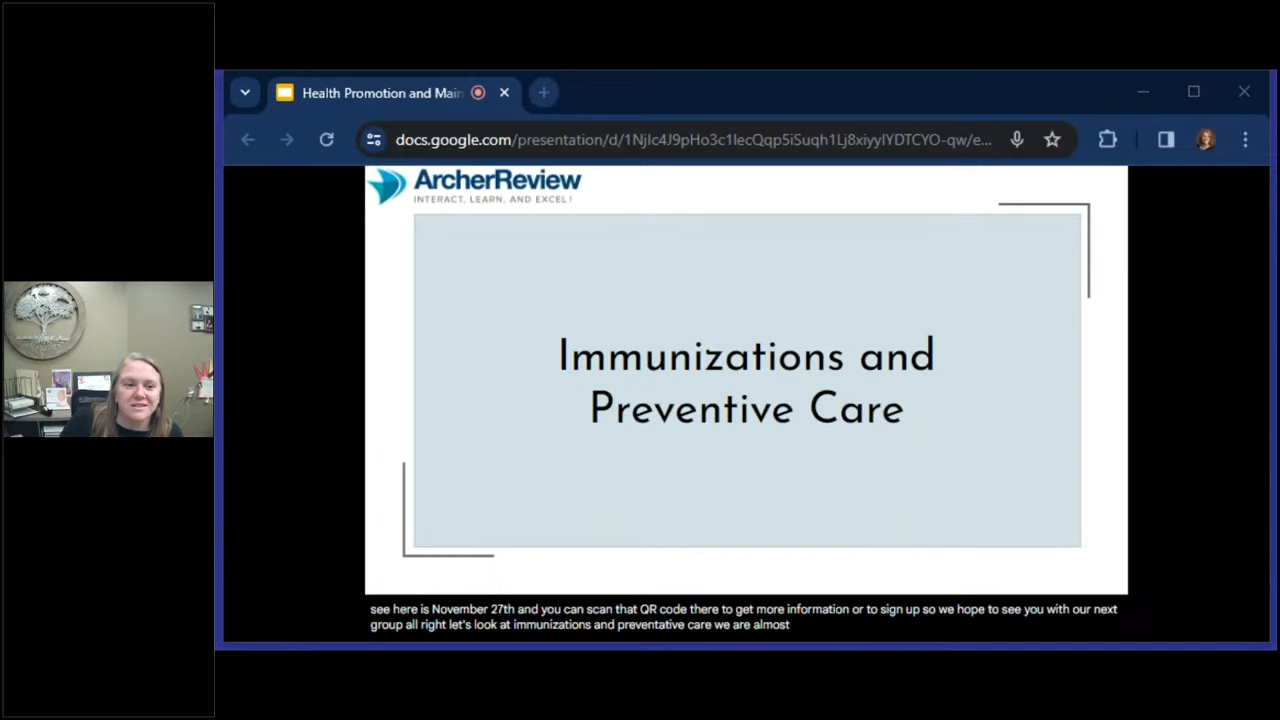 Health Promotion and Main
docs.google.com/presentation/d/1NjIc4J9pHo3c1IecQqp5iSuqh1Lj8xiyyIYDTCYO-qw/e...
ArcherReview
INTERACT, LEARN, AND EXCEL!
Immunizations and
Preventive Care
see here is November 27th and you can scan that QR code there to get more information or to sign up so we hope to see you with our next
group all right let's look at immunizations and preventative care we are almost